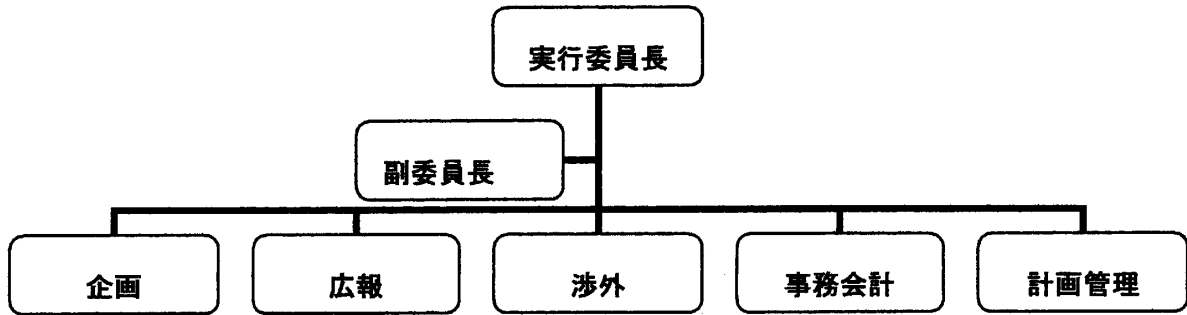 実行委員長
副委員長
企画
広報
渉外
事務会計
計画管理